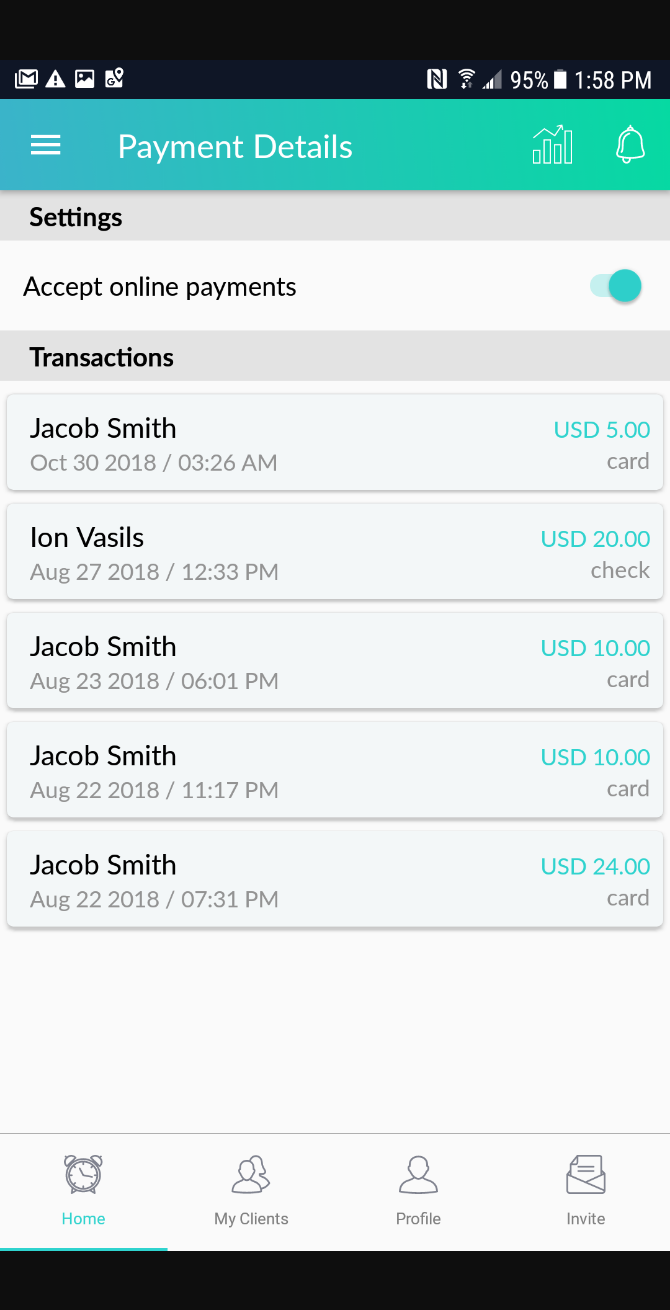 95% 1:58 PM
Payment Details
Settings
Accept online payments
Transactions
Jacob Smith USD 5.00
Oct 30 2018 / 03:26 AM card
Ion Vasils USD 20.00
Aug 27 2018 / 12:33 PM check
Jacob Smith USD 10.00
Aug 23 2018 / 06:01 PM card
Jacob Smith USD 10.00
Aug 22 2018 / 11:17 PM card
Jacob Smith USD 24.00
Aug 22 2018 / 07:31 PM card
Home My Clients Profile Invite